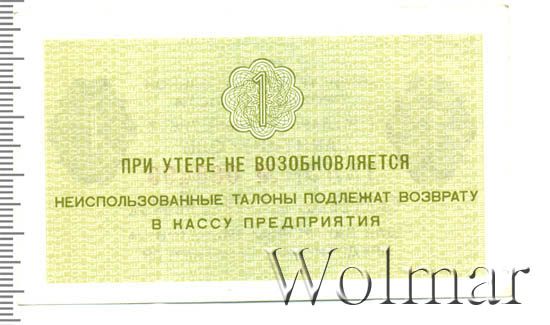 1
ПРИ УТЕРЕ НЕ ВОЗОБНОВЛЯЕТСЯ
НЕИСПОЛЬЗОВАННЫЕ ТАЛОНЫ ПОДЛЕЖАТ ВОЗВРАТУ
В КАССУ ПРЕДПРИЯТИЯ
Wolmar